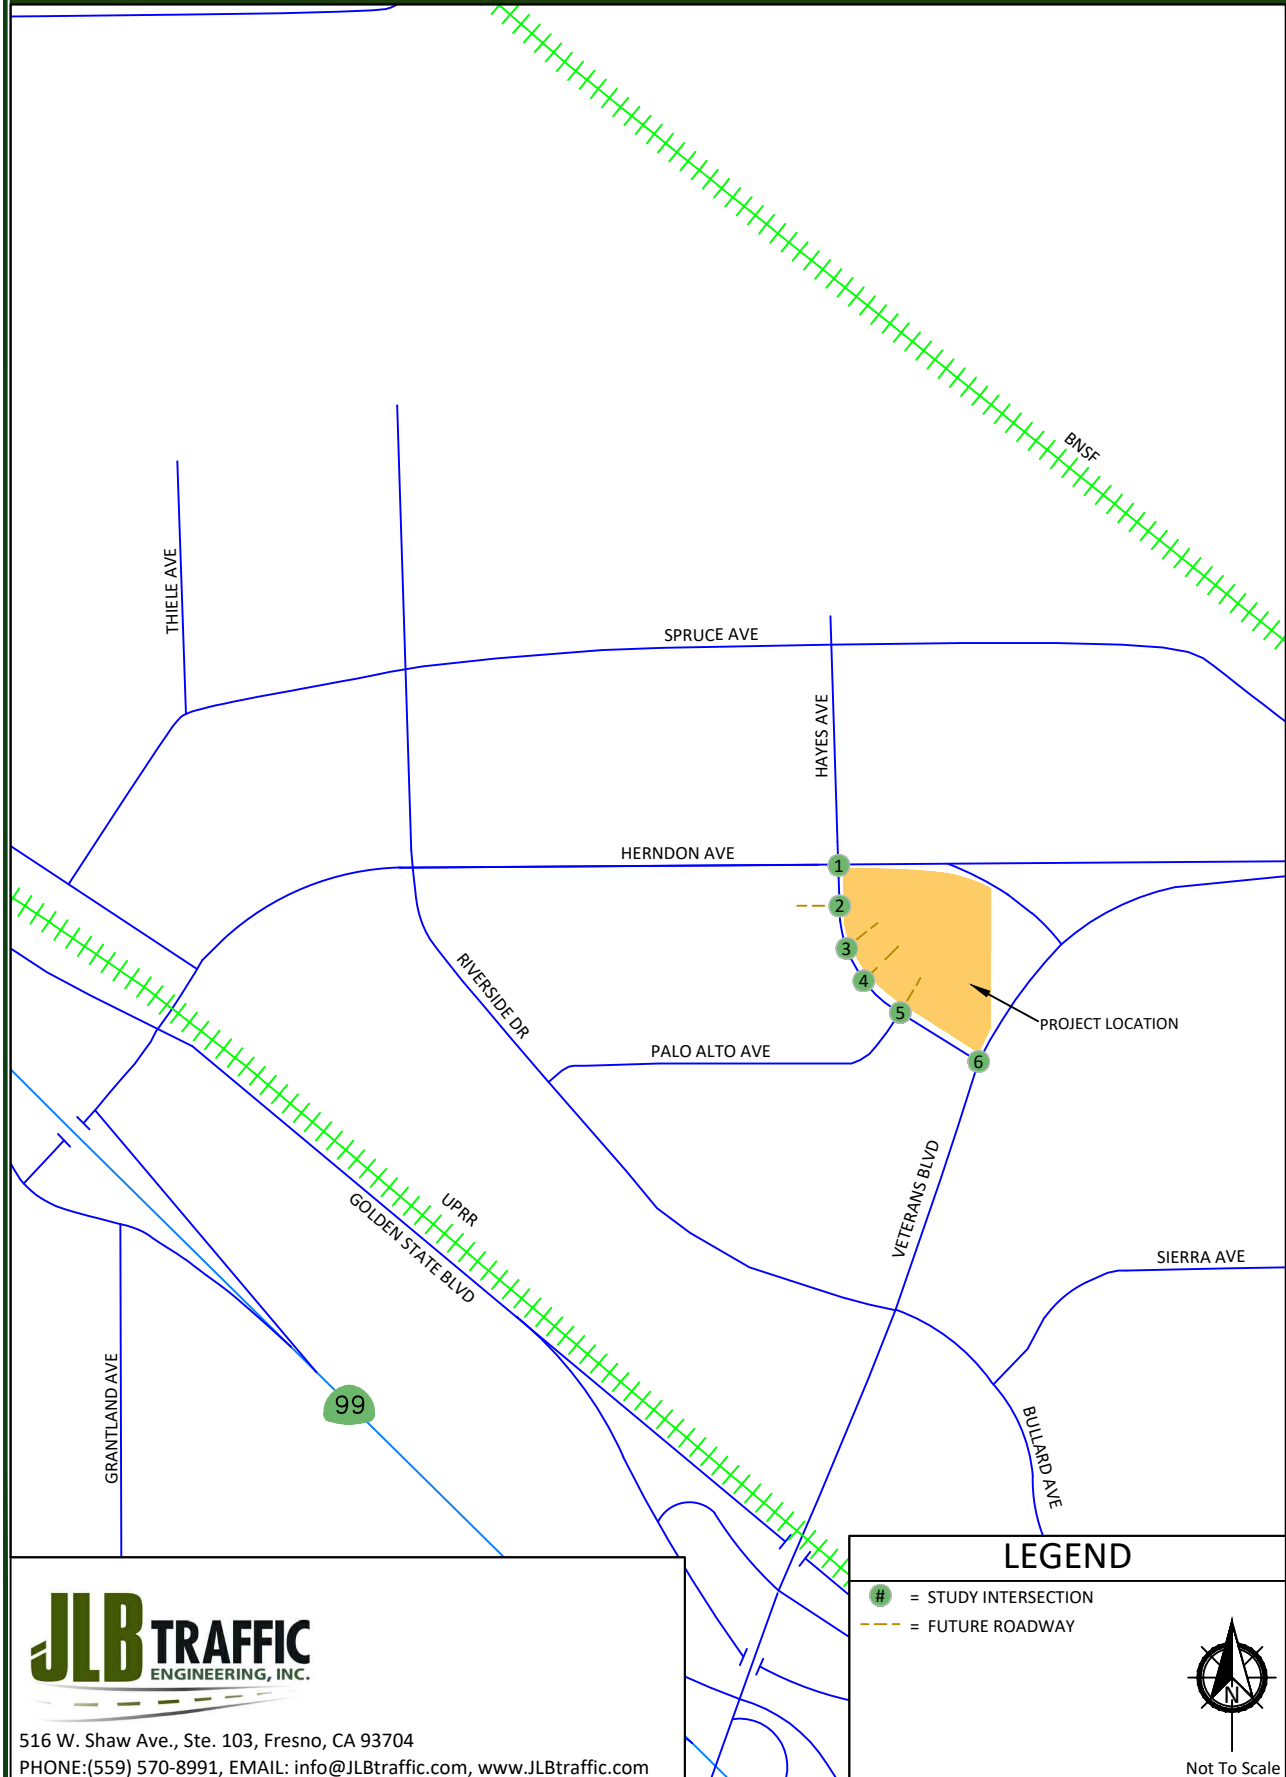 BNSF
THIELE AVE
SPRUCE AVE
HAYES AVE
HERNDON AVE
1
2
3
4
5
6
RIVERSIDE DR
PROJECT LOCATION
PALO ALTO AVE
VETERANS BLVD
UPRR
GOLDEN STATE BLVD
SIERRA AVE
GRANTLAND AVE
99
BULLARD AVE
LEGEND
# = STUDY INTERSECTION
= FUTURE ROADWAY
N
Not To Scale
JLB TRAFFIC
ENGINEERING, INC.
516 W. Shaw Ave., Ste. 103, Fresno, CA 93704
PHONE:(559) 570-8991, EMAIL: info@JLBtraffic.com, www.JLBtraffic.com